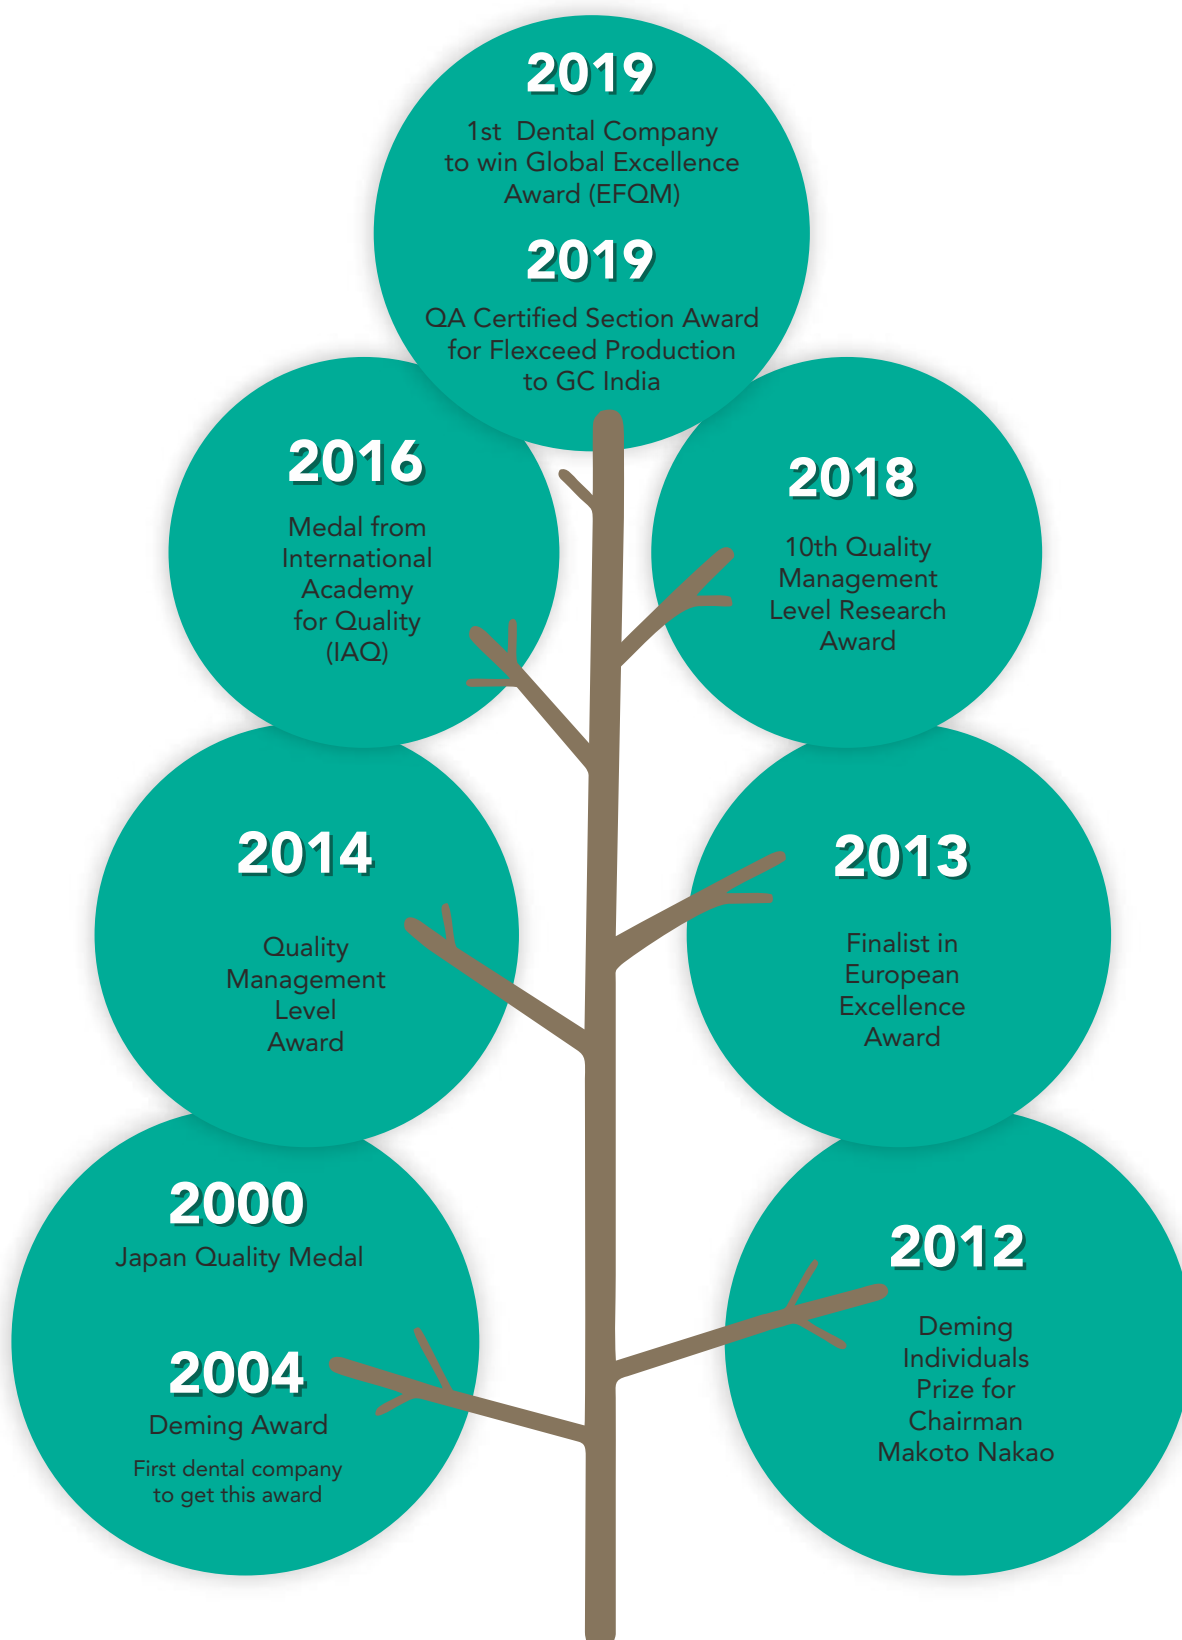 2019
1st Dental Company
to win Global Excellence
Award (EFQM)
2019
QA Certified Section Award
for Flexceed Production
to GC India
2016
Medal from
International
Academy
for Quality
(IAQ)
2018
10th Quality
Management
Level Research
Award
2014
Quality
Management
Level
Award
2013
Finalist in
European
Excellence
Award
2000
Japan Quality Medal
2004
Deming Award
First dental company
to get this award
2012
Deming
Individuals
Prize for
Chairman
Makoto Nakao